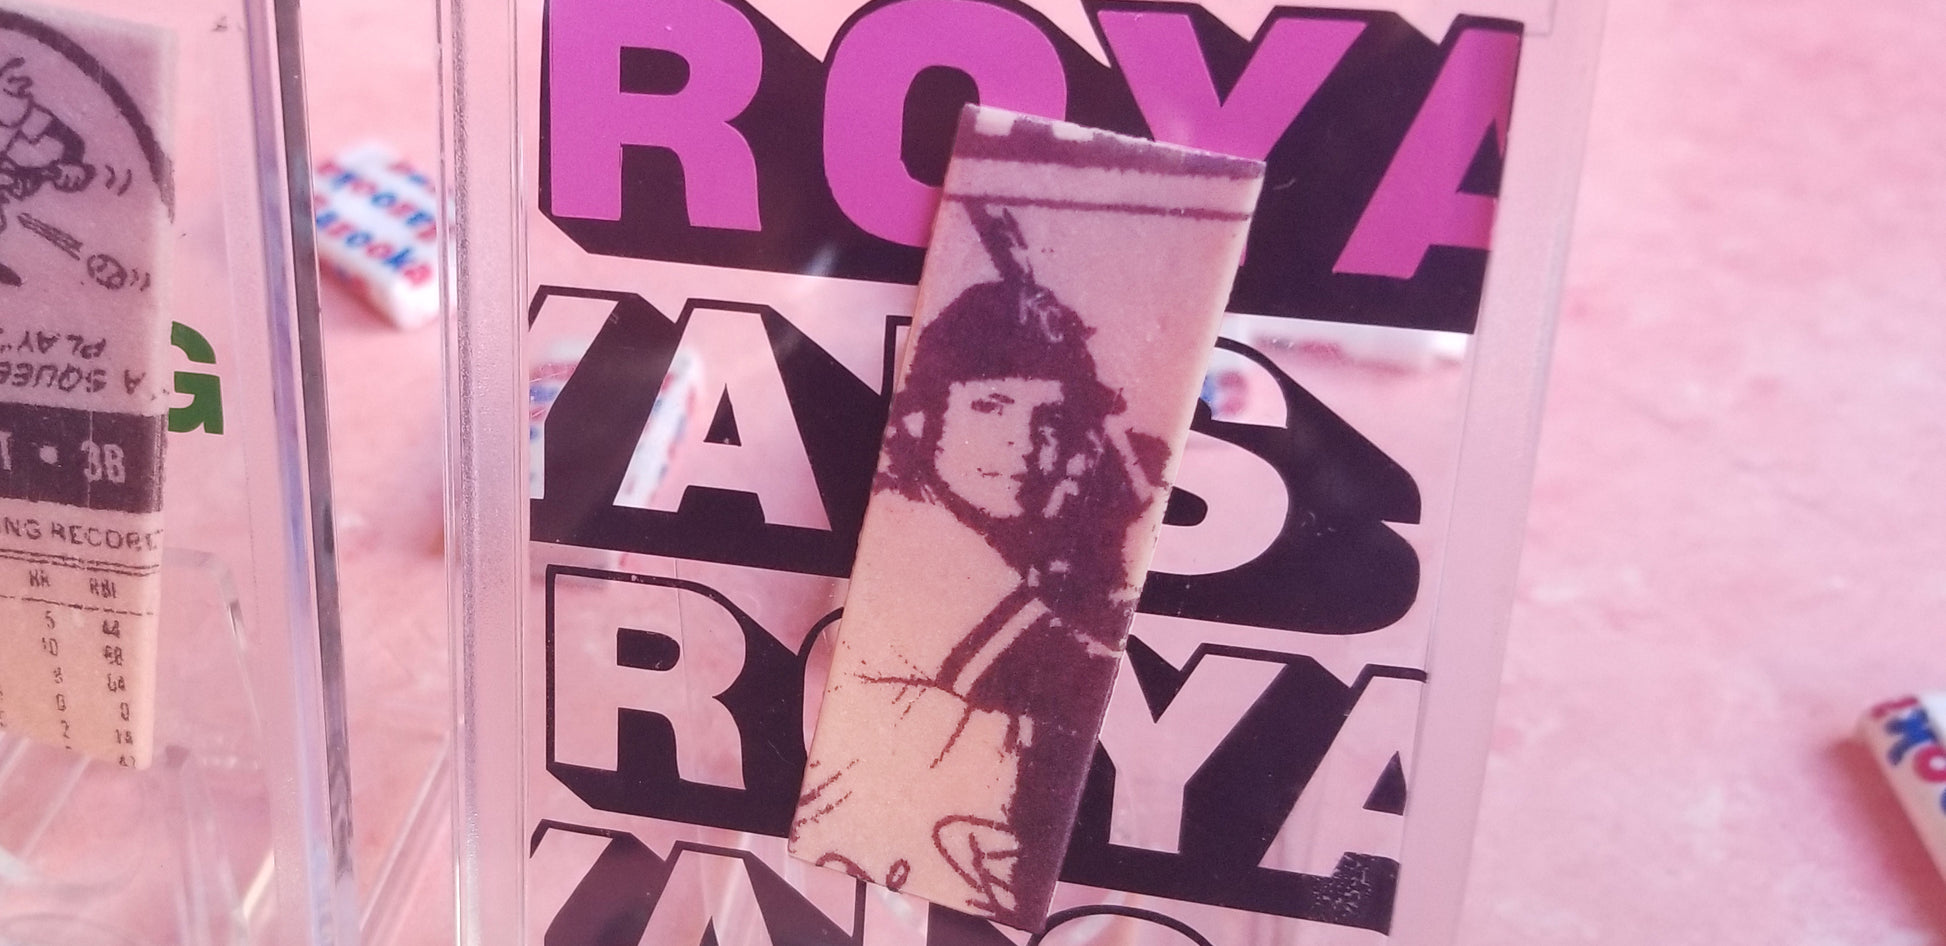 ROYA
YALS
ROYA
YALS
KC
PLAY"
"A SQUEE
G
T • 3B
NG RECORD
HR RBI
5 44
10 68
8 64
0 0
2 18